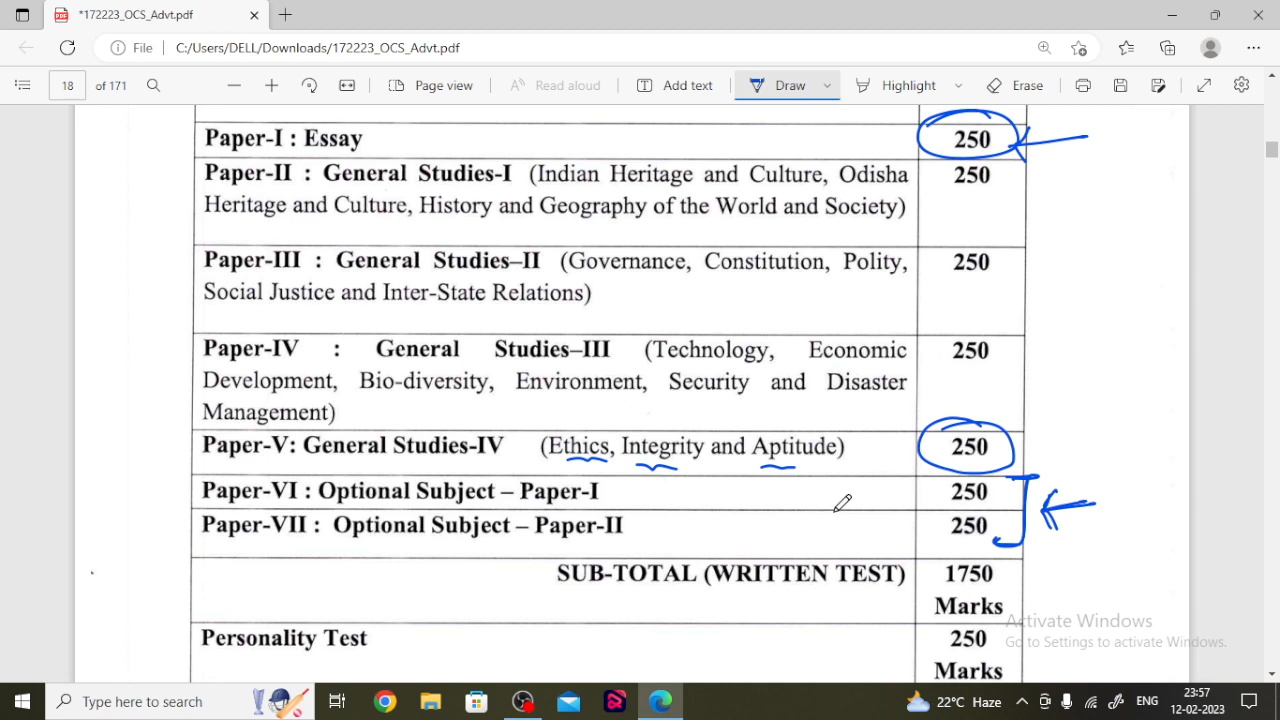 *172223_OCS_Advt.pdf
File C:/Users/DELL/Downloads/172223_OCS_Advt.pdf
18 of 171 Page view Read aloud Add text Draw Highlight Erase
Paper-I : Essay 250
Paper-II : General Studies-I (Indian Heritage and Culture, Odisha 250
Heritage and Culture, History and Geography of the World and Society)
Paper-III : General Studies–II (Governance, Constitution, Polity, 250
Social Justice and Inter-State Relations)
Paper-IV : General Studies–III (Technology, Economic 250
Development, Bio-diversity, Environment, Security and Disaster
Management)
Paper-V: General Studies-IV (Ethics, Integrity and Aptitude) 250
Paper-VI : Optional Subject – Paper-I 250
Paper-VII : Optional Subject – Paper-II 250
SUB-TOTAL (WRITTEN TEST) 1750
Marks
Activate Windows
Personality Test 250
Go to Settings to activate Windows.
Marks
Type here to search 22°C Haze ENG 23:57
12-02-2023